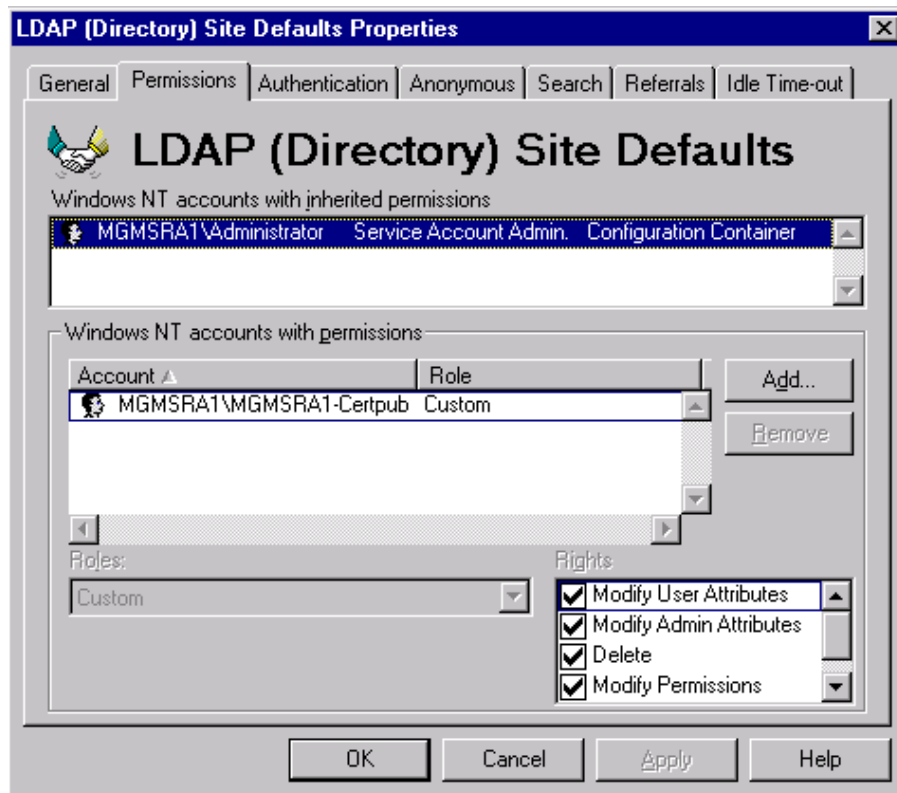 LDAP (Directory) Site Defaults Properties
General Permissions Authentication Anonymous Search Referrals Idle Time-out
LDAP (Directory) Site Defaults
Windows NT accounts with inherited permissions
MGMSRA1\Administrator Service Account Admin. Configuration Container
Windows NT accounts with permissions
Account Role
Add...
MGMSRA1\MGMSRA1-Certpub Custom
Remove
Roles: Rights
Custom
Modify User Attributes
Modify Admin Attributes
Delete
Modify Permissions
OK Cancel Apply Help